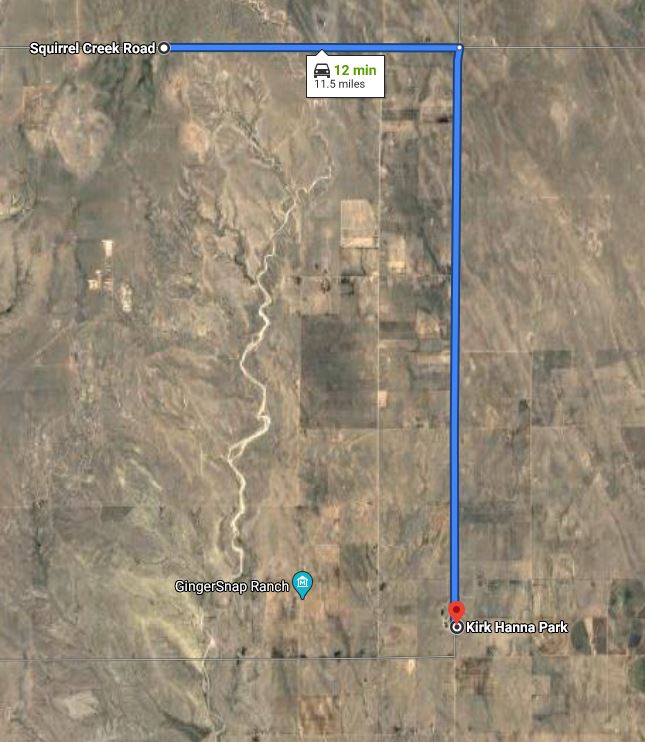 Squirrel Creek Road
12 min
11.5 miles
GingerSnap Ranch
Kirk Hanna Park